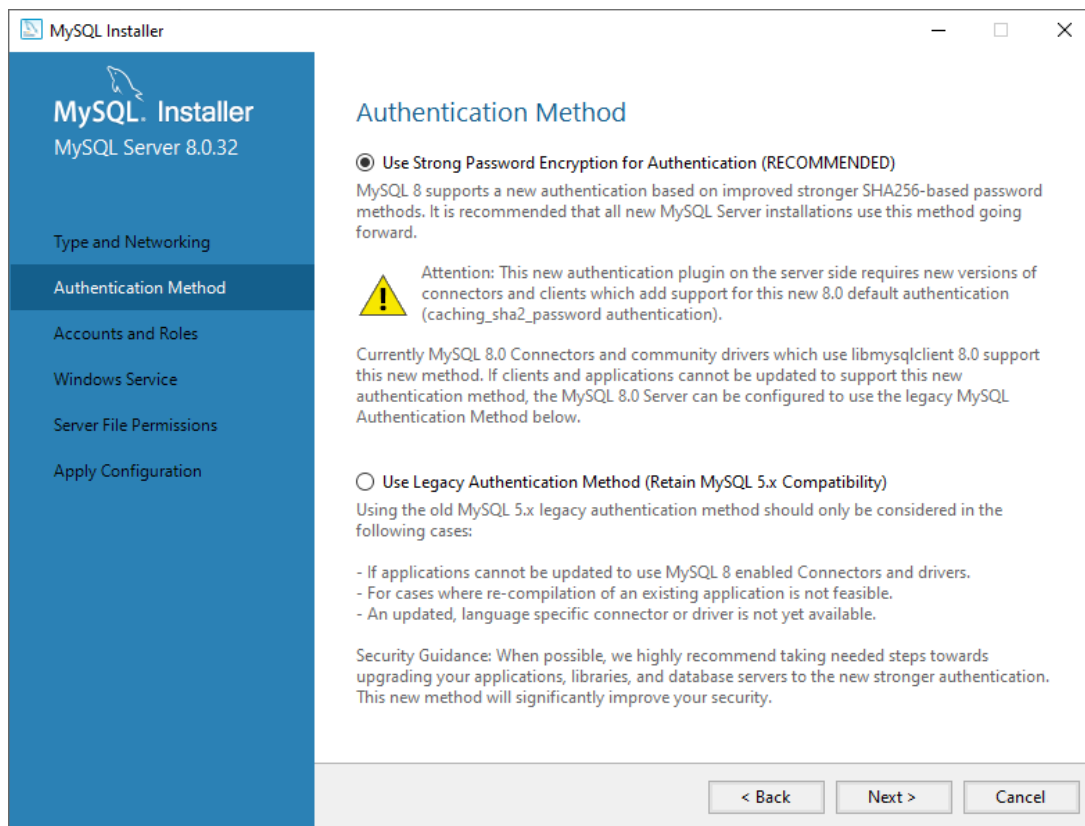 MySQL Installer
MySQL. Installer
MySQL Server 8.0.32
Type and Networking
Authentication Method
Accounts and Roles
Windows Service
Server File Permissions
Apply Configuration
Authentication Method
Use Strong Password Encryption for Authentication (RECOMMENDED)
MySQL 8 supports a new authentication based on improved stronger SHA256-based password
methods. It is recommended that all new MySQL Server installations use this method going
forward.
Attention: This new authentication plugin on the server side requires new versions of
connectors and clients which add support for this new 8.0 default authentication
(caching_sha2_password authentication).
Currently MySQL 8.0 Connectors and community drivers which use libmysqlclient 8.0 support
this new method. If clients and applications cannot be updated to support this new
authentication method, the MySQL 8.0 Server can be configured to use the legacy MySQL
Authentication Method below.
Use Legacy Authentication Method (Retain MySQL 5.x Compatibility)
Using the old MySQL 5.x legacy authentication method should only be considered in the
following cases:
- If applications cannot be updated to use MySQL 8 enabled Connectors and drivers.
- For cases where re-compilation of an existing application is not feasible.
- An updated, language specific connector or driver is not yet available.
Security Guidance: When possible, we highly recommend taking needed steps towards
upgrading your applications, libraries, and database servers to the new stronger authentication.
This new method will significantly improve your security.
< Back
Next >
Cancel